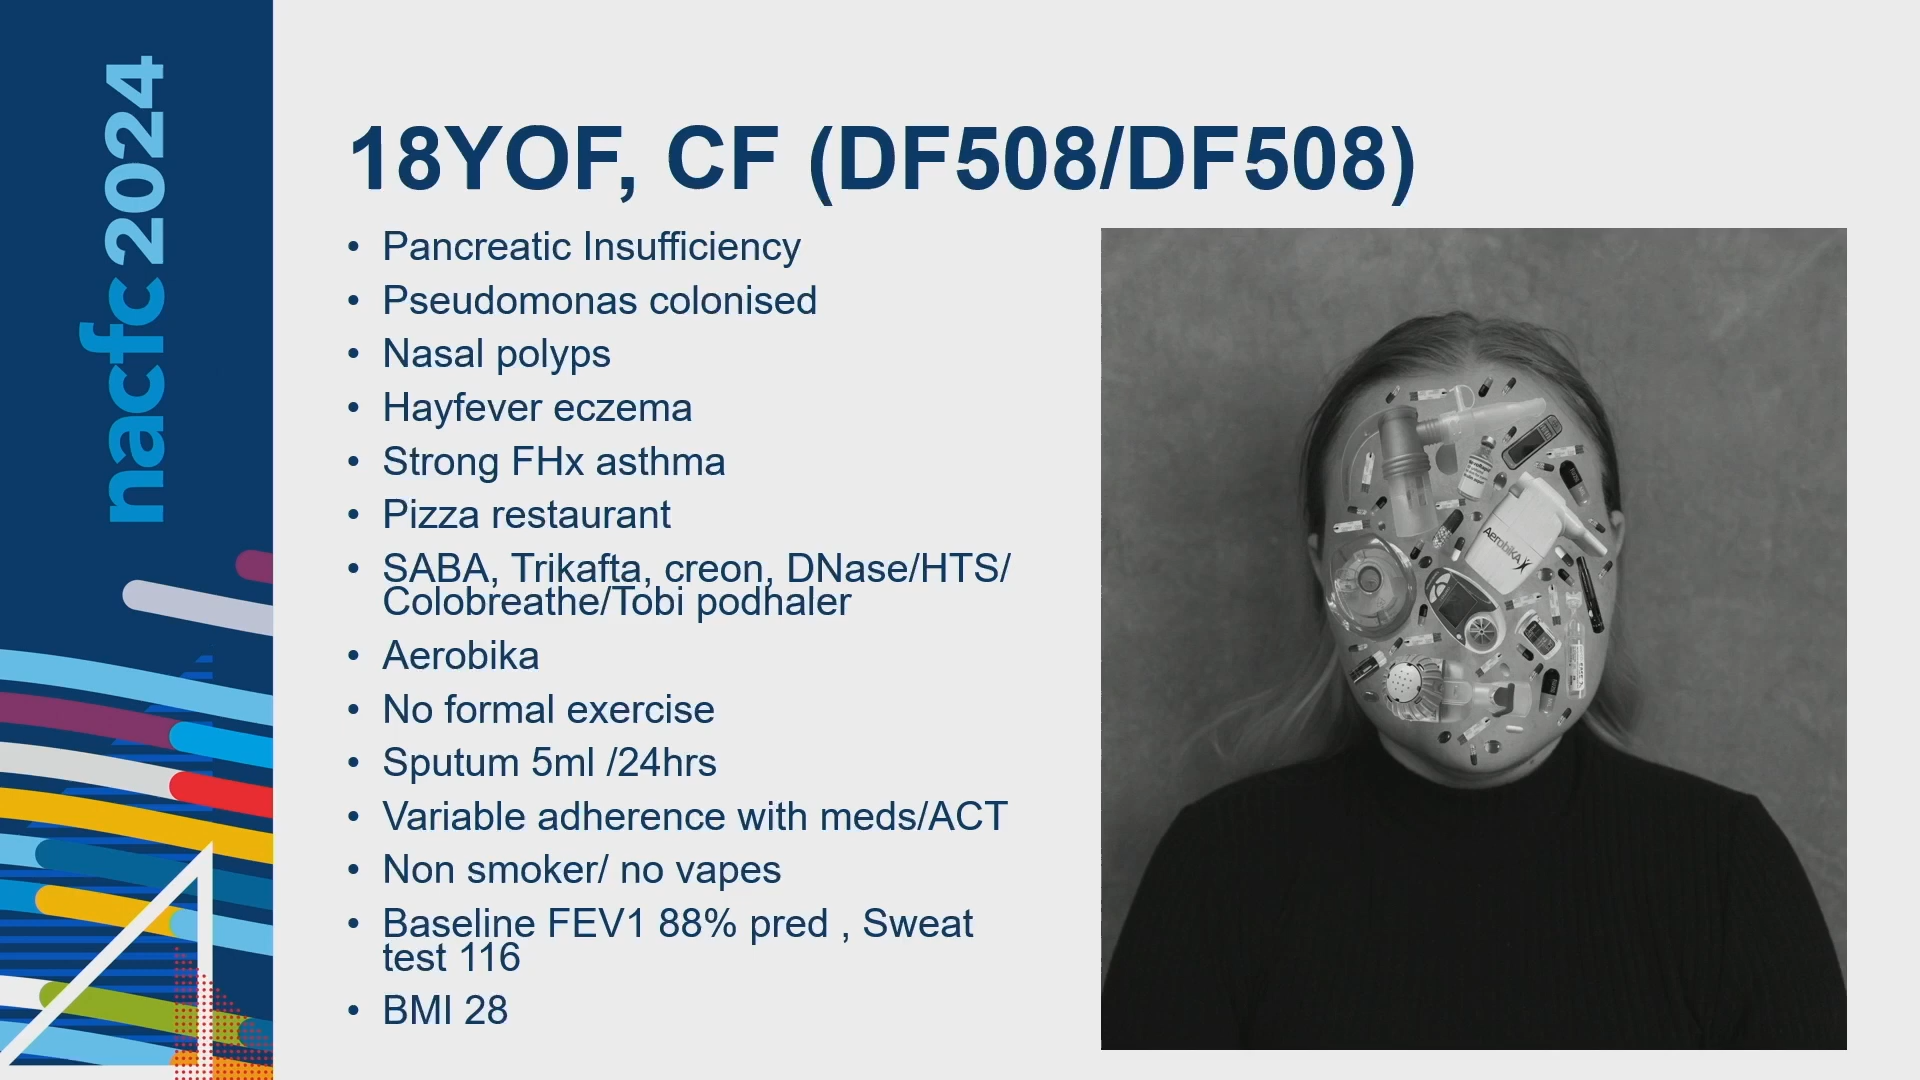 nacfc 2024
18YOF, CF (DF508/DF508)
• Pancreatic Insufficiency
• Pseudomonas colonised
• Nasal polyps
• Hayfever eczema
• Strong FHx asthma
• Pizza restaurant
• SABA, Trikafta, creon, DNase/HTS/
Colobreathe/Tobi podhaler
• Aerobika
• No formal exercise
• Sputum 5ml /24hrs
• Variable adherence with meds/ACT
• Non smoker/ no vapes
• Baseline FEV1 88% pred , Sweat
test 116
• BMI 28
AerobikA